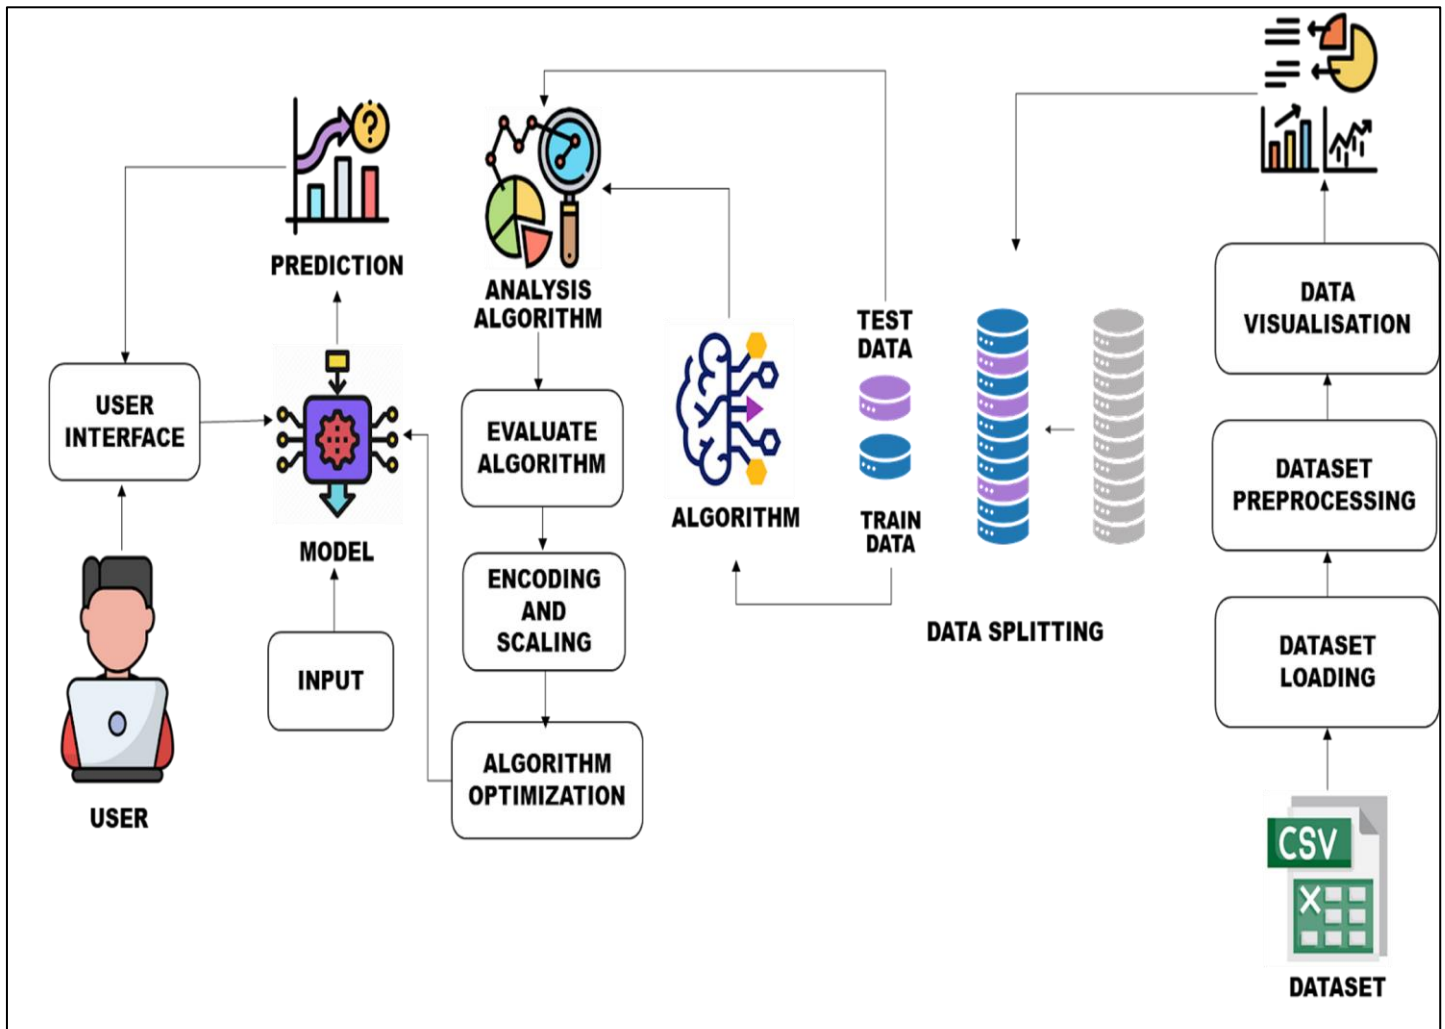 PREDICTION
ANALYSIS
ALGORITHM
TEST
DATA
DATA
VISUALISATION
USER
INTERFACE
EVALUATE
ALGORITHM
DATASET
PREPROCESSING
ALGORITHM
TRAIN
DATA
MODEL
ENCODING
AND
SCALING
DATA SPLITTING
DATASET
LOADING
INPUT
ALGORITHM
OPTIMIZATION
USER
CSV
X
DATASET
?